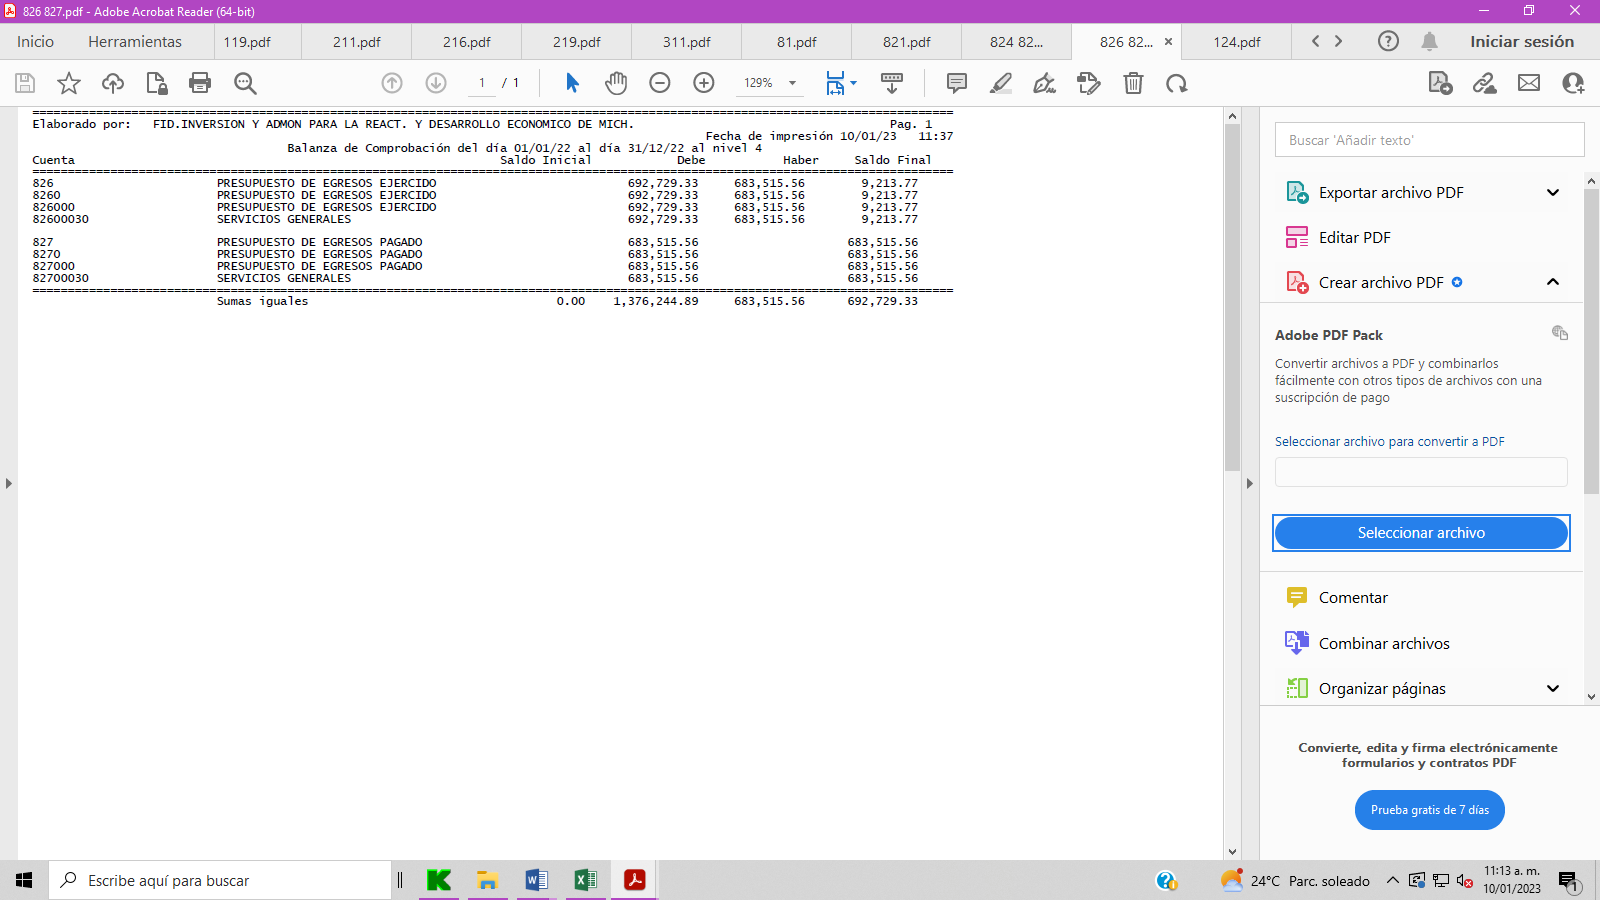 826 827.pdf - Adobe Acrobat Reader (64-bit)
Inicio Herramientas 119.pdf 211.pdf 216.pdf 219.pdf 311.pdf 81.pdf 821.pdf 824 82... 826 82... 124.pdf Iniciar sesión
1 / 1 129%
Elaborado por: FID.INVERSION Y ADMON PARA LA REACT. Y DESARROLLO ECONOMICO DE MICH. Pag. 1
Fecha de impresión 10/01/23 11:37
Balanza de Comprobación del día 01/01/22 al día 31/12/22 al nivel 4
Cuenta Saldo Inicial Debe Haber Saldo Final
826 PRESUPUESTO DE EGRESOS EJERCIDO 692,729.33 683,515.56 9,213.77
8260 PRESUPUESTO DE EGRESOS EJERCIDO 692,729.33 683,515.56 9,213.77
826000 PRESUPUESTO DE EGRESOS EJERCIDO 692,729.33 683,515.56 9,213.77
82600030 SERVICIOS GENERALES 692,729.33 683,515.56 9,213.77
827 PRESUPUESTO DE EGRESOS PAGADO 683,515.56 683,515.56
8270 PRESUPUESTO DE EGRESOS PAGADO 683,515.56 683,515.56
827000 PRESUPUESTO DE EGRESOS PAGADO 683,515.56 683,515.56
82700030 SERVICIOS GENERALES 683,515.56 683,515.56
Sumas iguales 0.00 1,376,244.89 683,515.56 692,729.33
Buscar 'Añadir texto'
Exportar archivo PDF
Editar PDF
Crear archivo PDF
Adobe PDF Pack
Convertir archivos a PDF y combinarlos
fácilmente con otros tipos de archivos con una
suscripción de pago
Seleccionar archivo para convertir a PDF
Seleccionar archivo
Comentar
Combinar archivos
Organizar páginas
Convierte, edita y firma electrónicamente
formularios y contratos PDF
Prueba gratis de 7 días
Escribe aquí para buscar
24°C Parc. soleado
11:13 a. m.
10/01/2023
1